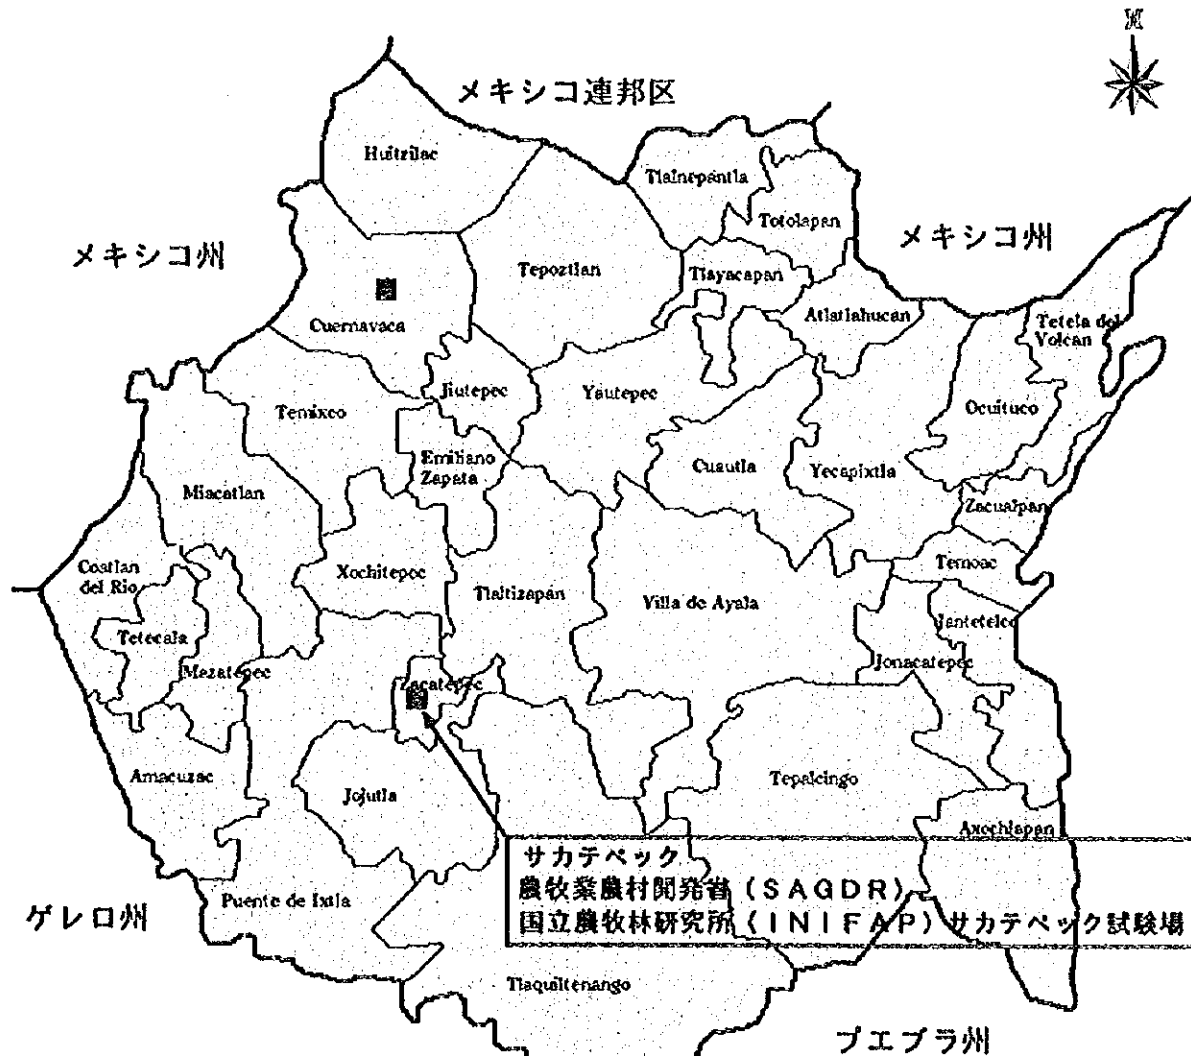 N
メキシコ連邦区
Huitzilac
Tlalnepantla
Totolapan
メキシコ州
メキシコ州
Tepoztlan
Tlayacapan
Cuernavaca
Atlatlahucan
Tetela del
Volcan
Jiutepec
Yautepec
Temixco
Ocuituco
Emiliano
Zapata
Cuautla
Yecapixtla
Miacatlan
Zacualpan
Coatlan
del Rio
Xochitepec
Temoac
Tlaltizapán
Villa de Ayala
Jantetelco
Tetecala
Mazatepec
Jonacatepec
Zacatepec
Amacuzac
Jojutla
Tepalcingo
Axochiapan
サカテペック
農牧業農村開発省 (SAGDR)
国立農牧林研究所 (INIFAP) サカテペック試験場
Puente de Ixtla
ゲレロ州
Tlaquiltenango
プエブラ州